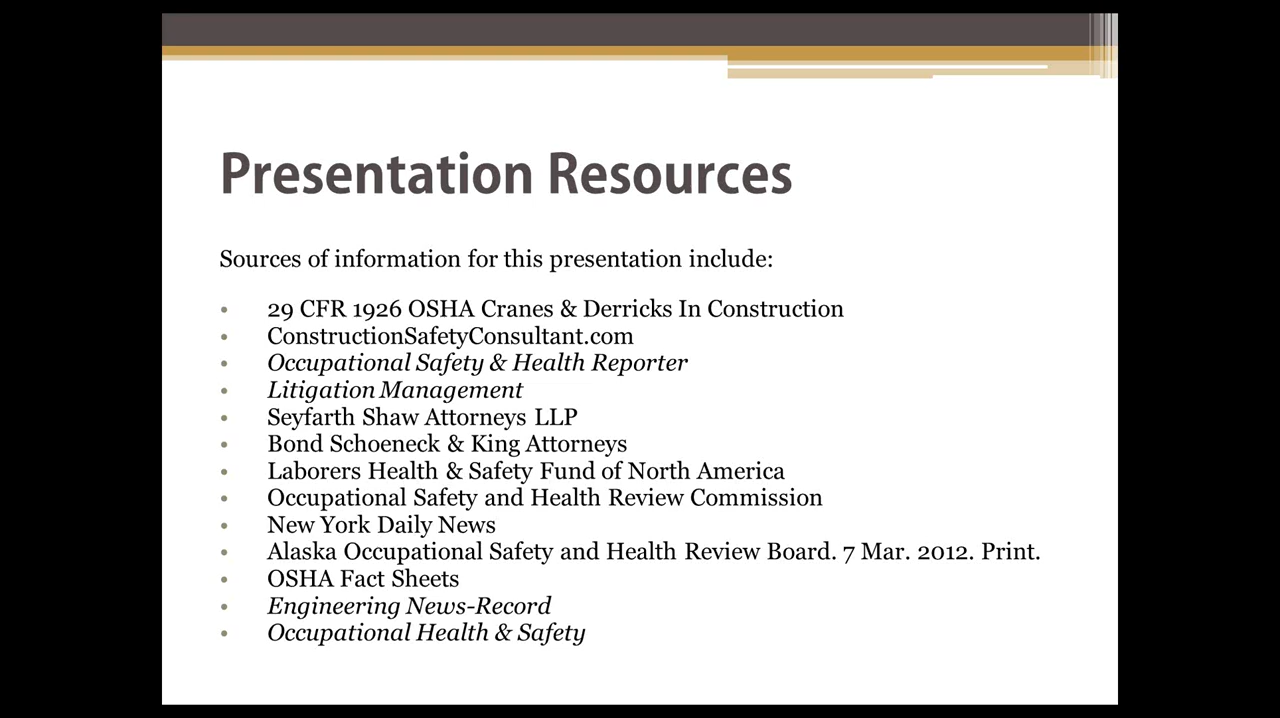 Presentation Resources
Sources of information for this presentation include:
• 29 CFR 1926 OSHA Cranes & Derricks In Construction
• ConstructionSafetyConsultant.com
• Occupational Safety & Health Reporter
• Litigation Management
• Seyfarth Shaw Attorneys LLP
• Bond Schoeneck & King Attorneys
• Laborers Health & Safety Fund of North America
• Occupational Safety and Health Review Commission
• New York Daily News
• Alaska Occupational Safety and Health Review Board. 7 Mar. 2012. Print.
• OSHA Fact Sheets
• Engineering News-Record
• Occupational Health & Safety